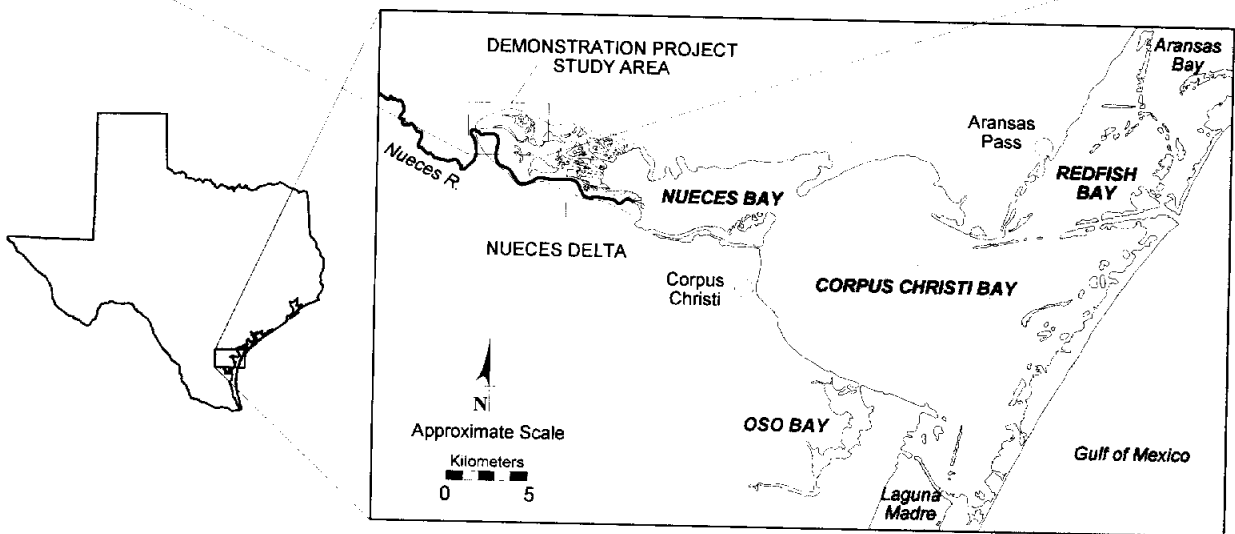 DEMONSTRATION PROJECT
STUDY AREA
Aransas
Bay
Aransas
Pass
REDFISH
BAY
Nueces R.
NUECES BAY
NUECES DELTA
Corpus
Christi
CORPUS CHRISTI BAY
N
Approximate Scale
Kilometers
0 5
OSO BAY
Gulf of Mexico
Laguna
Madre